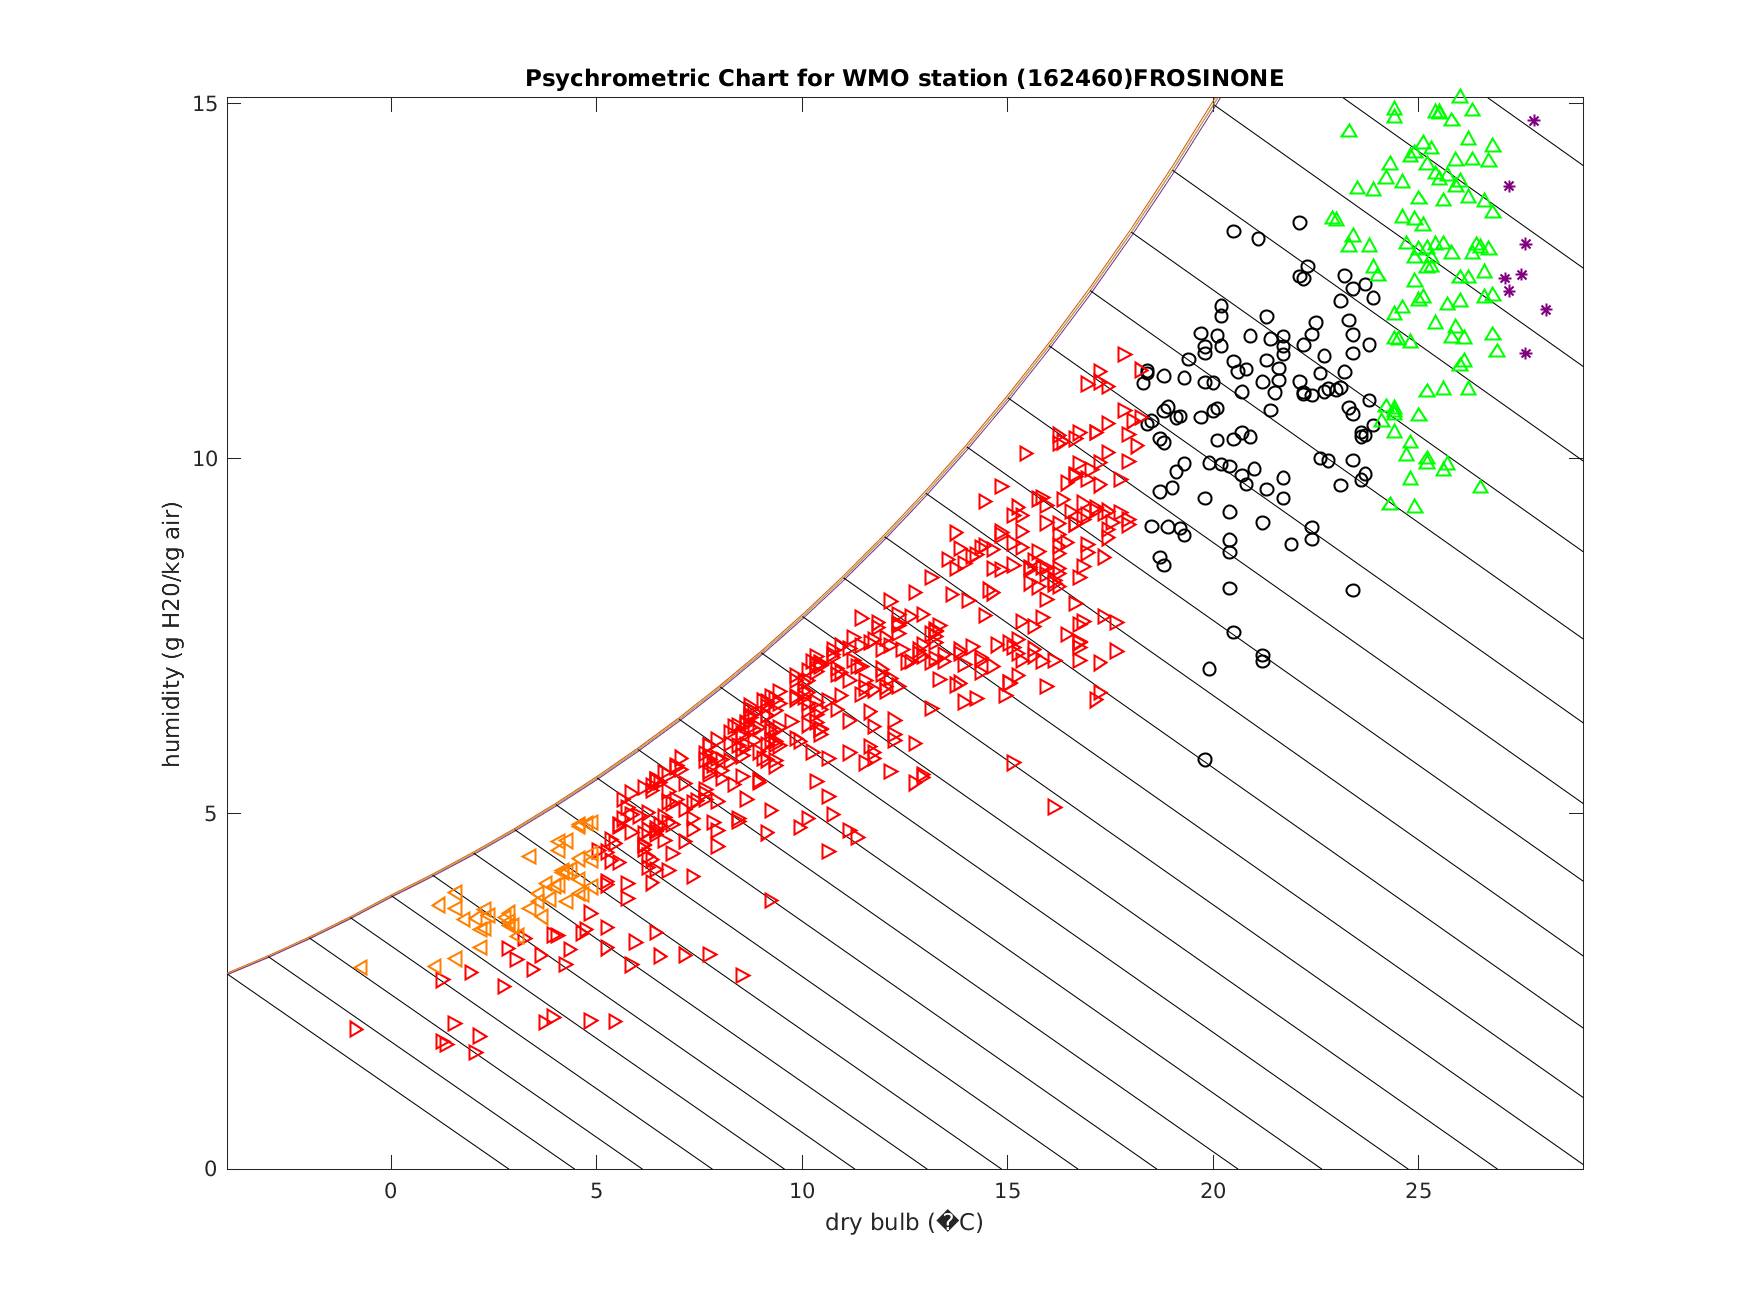 Psychrometric Chart for WMO station (162460)FROSINONE
15
10
5
0
humidity (g H20/kg air)
0 5 10 15 20 25
dry bulb (�C)